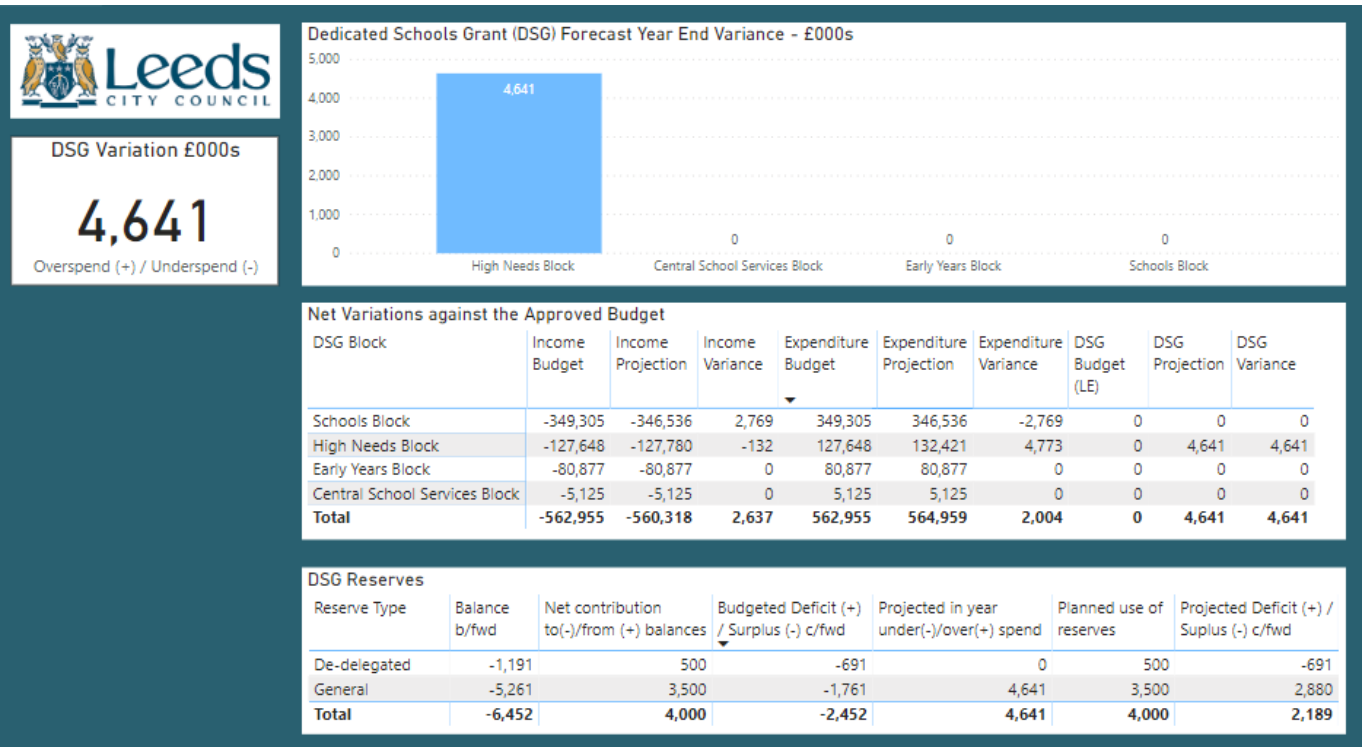 Leeds
CITY COUNCIL
DSG Variation £000s
4,641
Overspend (+) / Underspend (-)
Dedicated Schools Grant (DSG) Forecast Year End Variance - £000s
5,000
4,000
3,000
2,000
1,000
0
4,641
0
0
0
High Needs Block Central School Services Block Early Years Block Schools Block
Net Variations against the Approved Budget
DSG Block Income Income Income Expenditure Expenditure Expenditure DSG DSG DSG
Budget Projection Variance Budget Projection Variance Budget Projection Variance
(LE)
Schools Block -349,305 -346,536 2,769 349,305 346,536 -2,769 0 0 0
High Needs Block -127,648 -127,780 -132 127,648 132,421 4,773 0 4,641 4,641
Early Years Block -80,877 -80,877 0 80,877 80,877 0 0 0 0
Central School Services Block -5,125 -5,125 0 5,125 5,125 0 0 0 0
Total -562,955 -560,318 2,637 562,955 564,959 2,004 0 4,641 4,641
DSG Reserves
Reserve Type Balance Net contribution Budgeted Deficit (+) Projected in year Planned use of Projected Deficit (+) /
b/fwd to(-)/from (+) balances / Surplus (-) c/fwd under(-)/over(+) spend reserves Suplus (-) c/fwd
De-delegated -1,191 500 -691 0 500 -691
General -5,261 3,500 -1,761 4,641 3,500 2,880
Total -6,452 4,000 -2,452 4,641 4,000 2,189